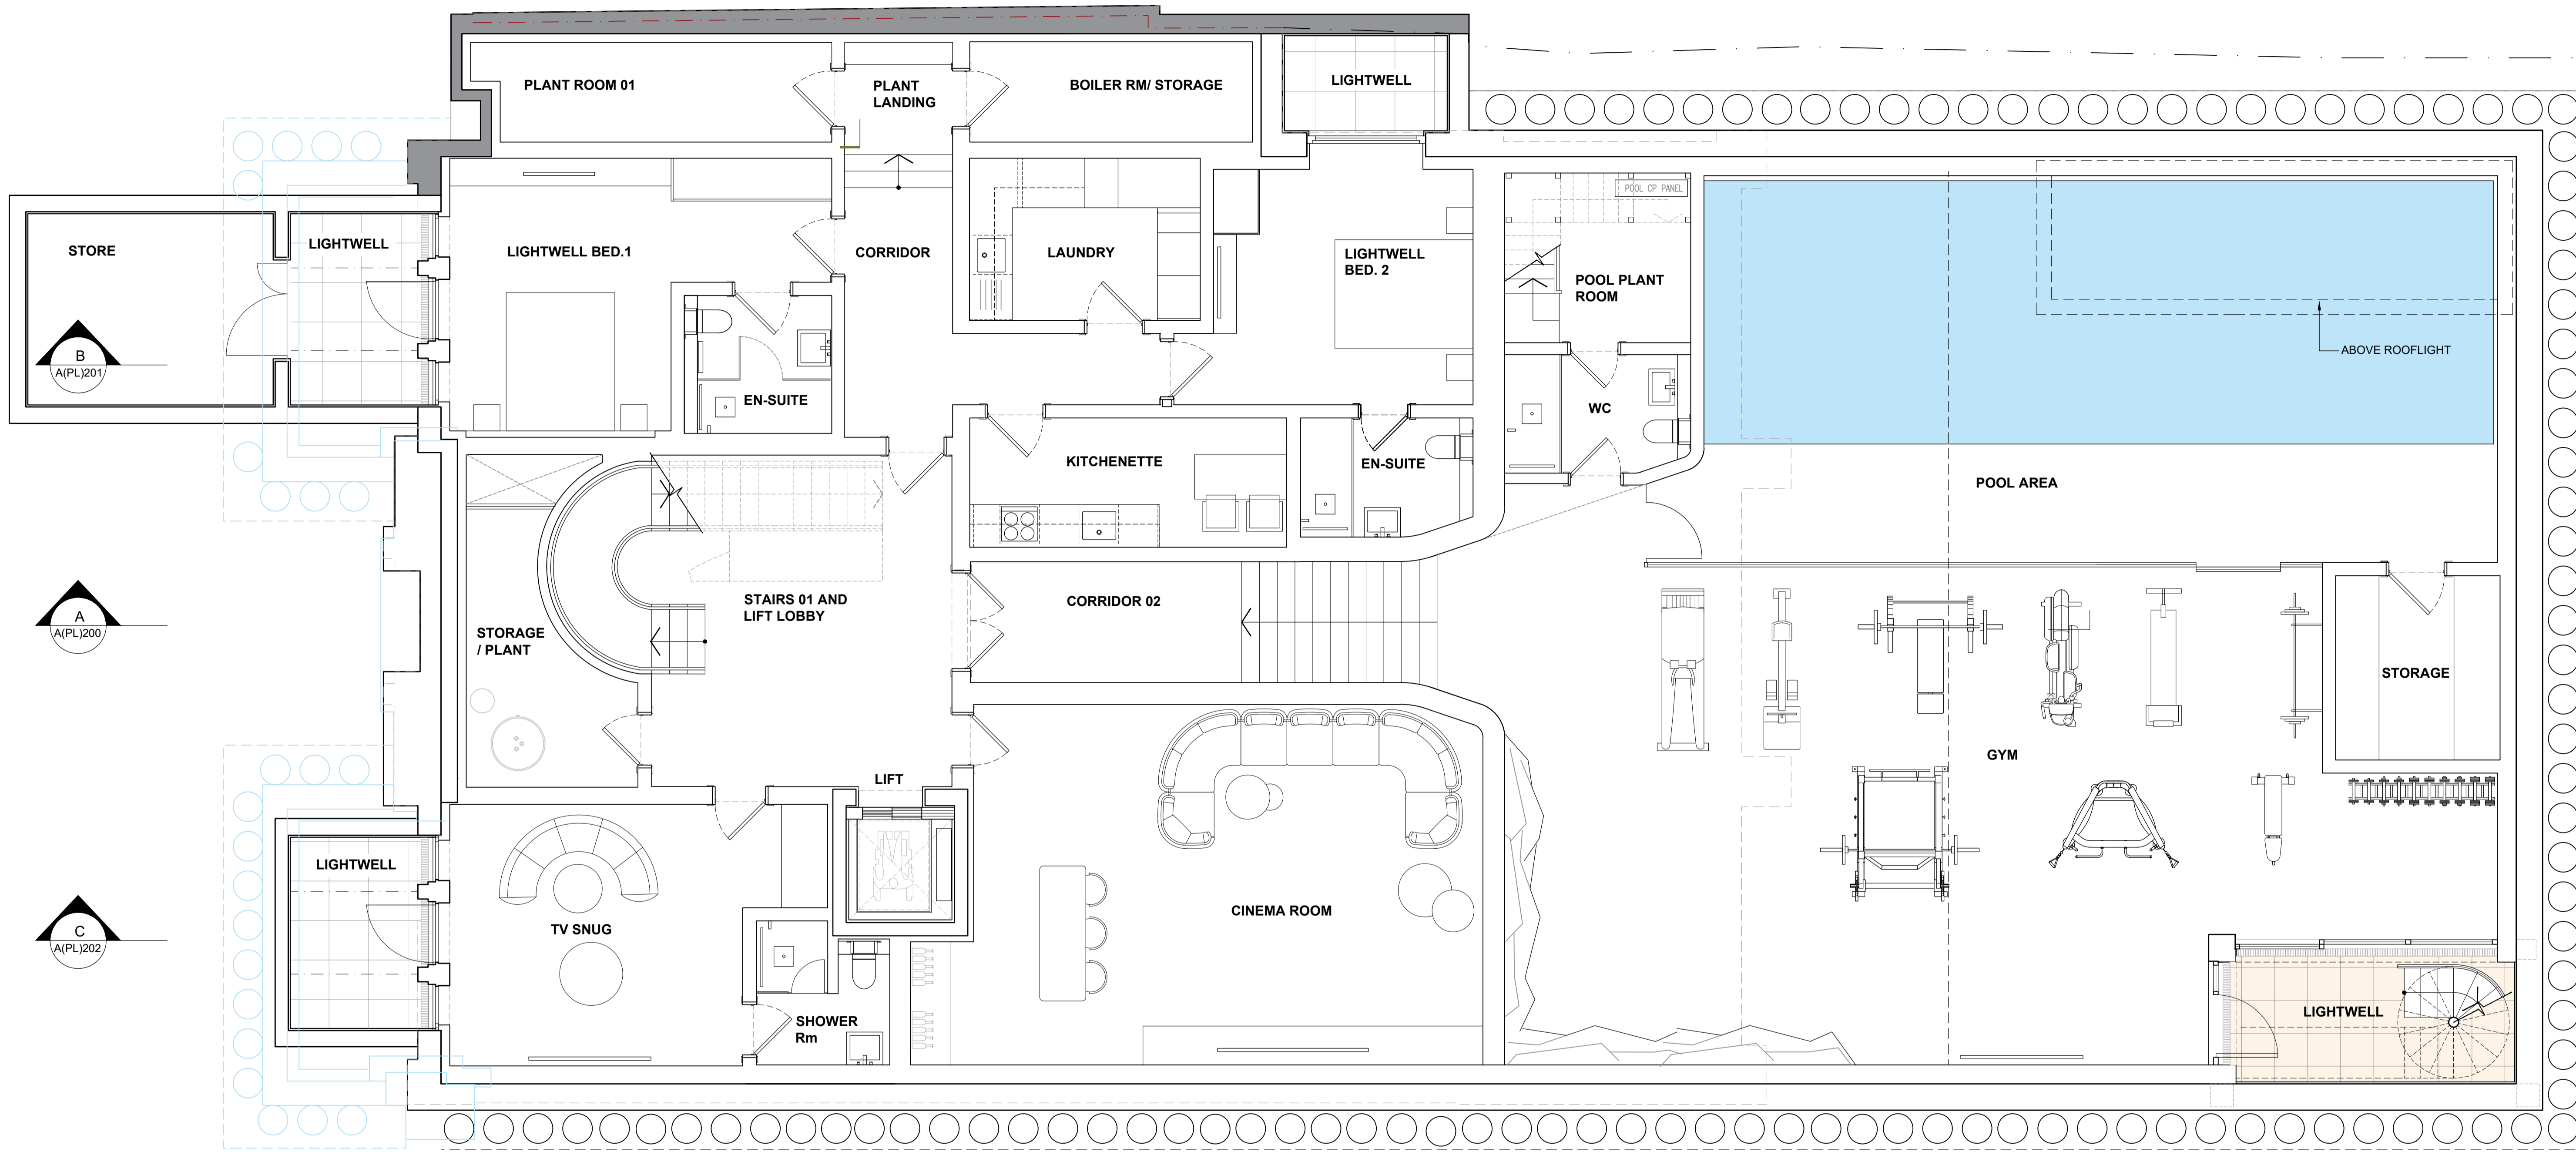 PLANT ROOM 01
PLANT
LANDING
BOILER RM/ STORAGE
LIGHTWELL
POOL CP PANEL
STORE
LIGHTWELL
LIGHTWELL BED.1
CORRIDOR
LAUNDRY
LIGHTWELL
BED. 2
POOL PLANT
ROOM
B
A(PL)201
ABOVE ROOFLIGHT
EN-SUITE
WC
KITCHENETTE
EN-SUITE
POOL AREA
A
A(PL)200
STAIRS 01 AND
LIFT LOBBY
CORRIDOR 02
STORAGE
/ PLANT
STORAGE
GYM
LIFT
LIGHTWELL
C
A(PL)202
TV SNUG
CINEMA ROOM
SHOWER
Rm
LIGHTWELL